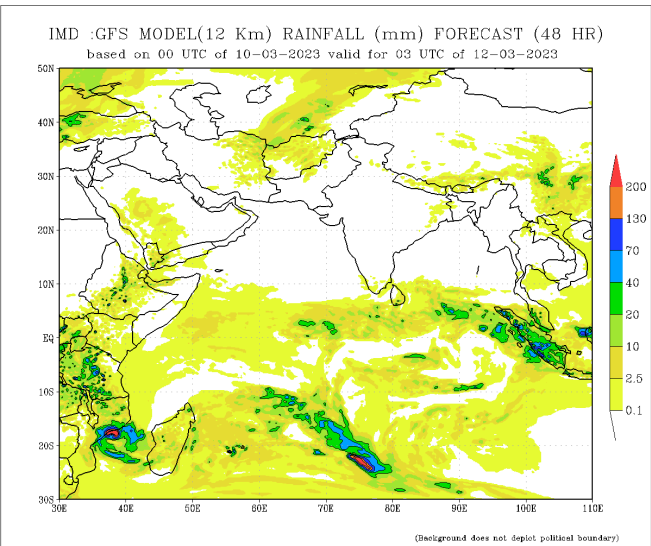 IMD :GFS MODEL(12 Km) RAINFALL (mm) FORECAST (48 HR)
based on 00 UTC of 10-03-2023 valid for 03 UTC of 12-03-2023
50N
40N
30N
20N
10N
EQ
10S
20S
30S
30E
40E
50E
60E
70E
80E
90E
100E
110E
200
130
70
40
20
10
2.5
0.1
(Background does not depict political boundary)